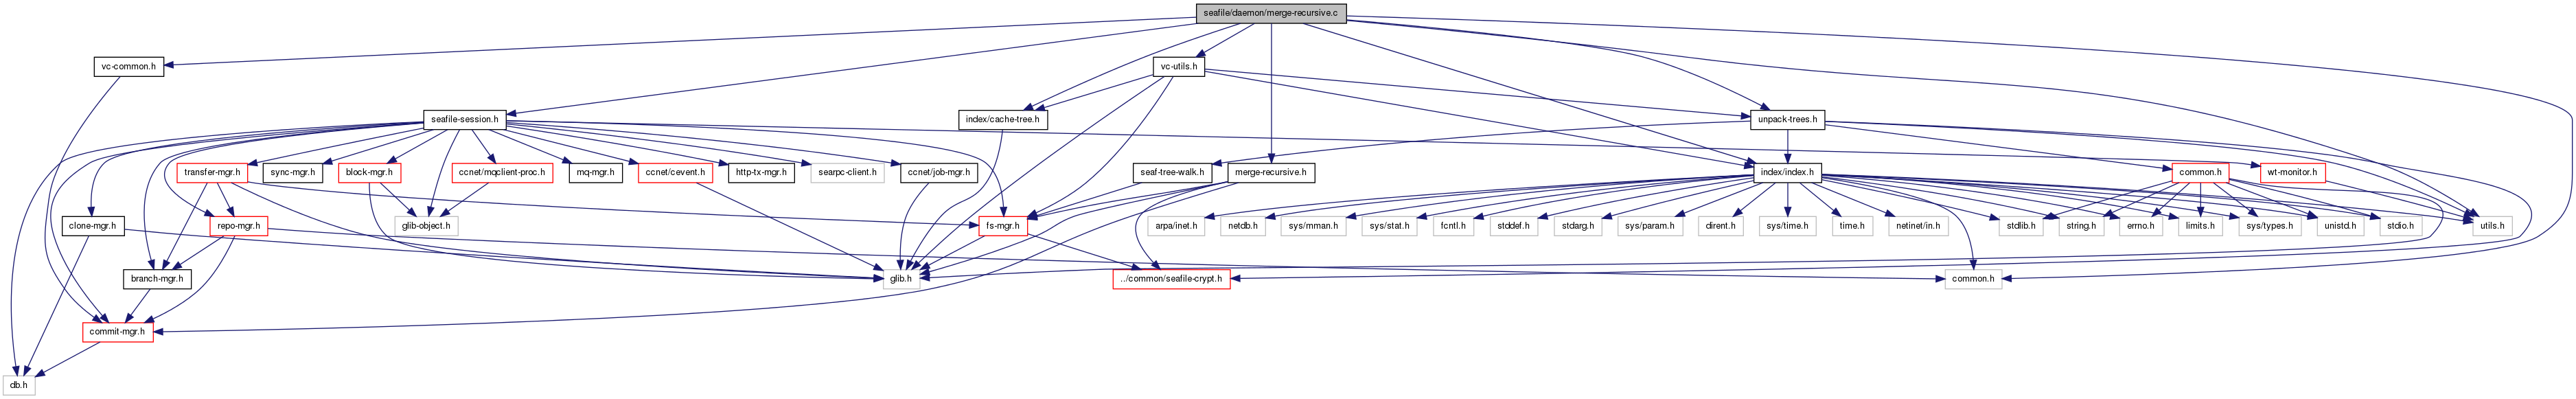 seafile/daemon/merge-recursive.c
vc-common.h
vc-utils.h
seafile-session.h
index/cache-tree.h
unpack-trees.h
transfer-mgr.h
sync-mgr.h
block-mgr.h
ccnet/mqclient-proc.h
mq-mgr.h
ccnet/cevent.h
http-tx-mgr.h
searpc-client.h
ccnet/job-mgr.h
seaf-tree-walk.h
merge-recursive.h
index/index.h
common.h
wt-monitor.h
clone-mgr.h
repo-mgr.h
glib-object.h
fs-mgr.h
arpa/inet.h
netdb.h
sys/mman.h
sys/stat.h
fcntl.h
stddef.h
stdarg.h
sys/param.h
dirent.h
sys/time.h
time.h
netinet/in.h
stdlib.h
string.h
errno.h
limits.h
sys/types.h
unistd.h
stdio.h
utils.h
branch-mgr.h
glib.h
../common/seafile-crypt.h
common.h
commit-mgr.h
db.h